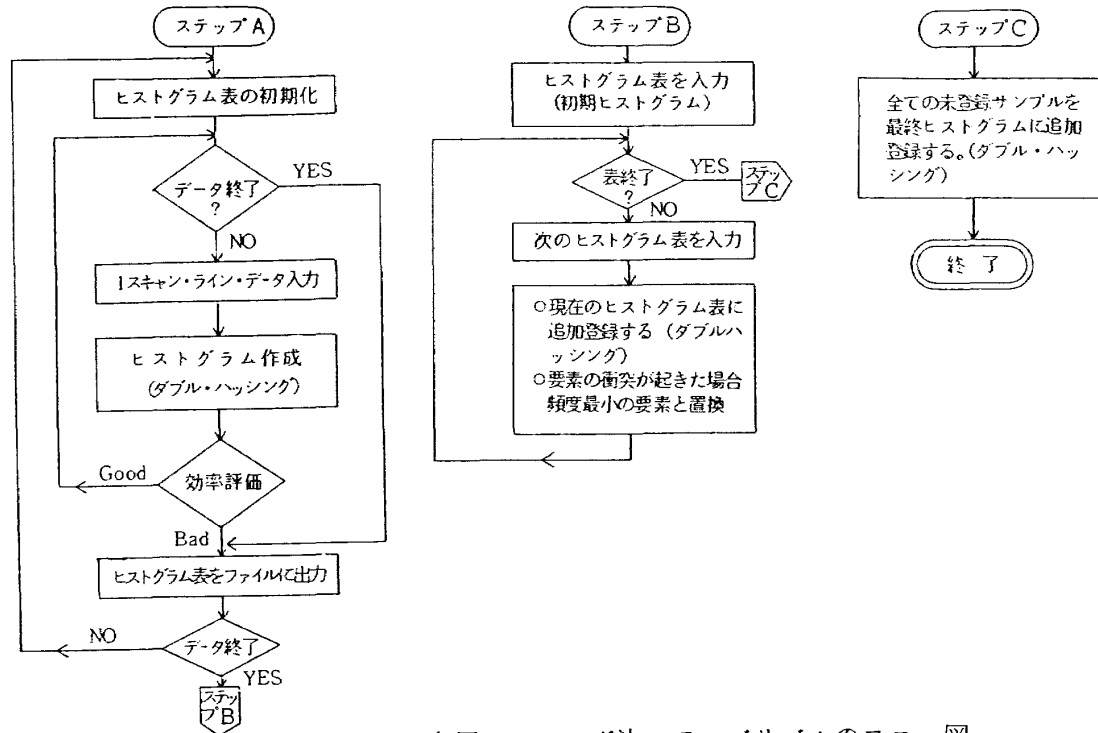 ステップA
ヒストグラム表の初期化
データ終了
?
YES
NO
1スキャン・ライン・データ入力
ヒストグラム作成
(ダブル・ハッシング)
効率評価
Good
Bad
ヒストグラム表をファイルに出力
データ終了
NO
YES
ステッ
プB
ステップB
ヒストグラム表を入力
(初期ヒストグラム)
表終了
?
YES
ステッ
プC
NO
次のヒストグラム表を入力
○現在のヒストグラム表に
追加登録する (ダブルハ
ッシング)
○要素の衝突が起きた場合
頻度最小の要素と置換
ステップC
全ての未登録サンプルを
最終ヒストグラムに追加
登録する。(ダブル・ハッ
シング)
終了
図